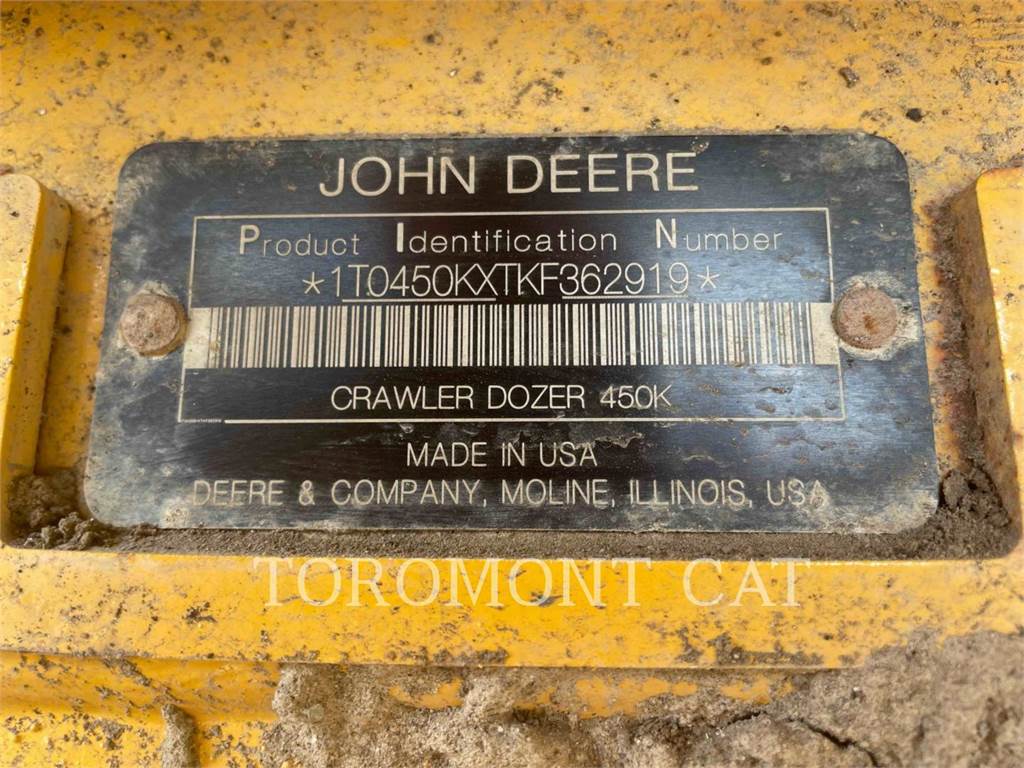 JOHN DEERE
Product Identification Number
*1T0450KXTKF362919*
CRAWLER DOZER 450K
MADE IN USA
DEERE & COMPANY, MOLINE, ILLINOIS, USA
TOROMONT CAT